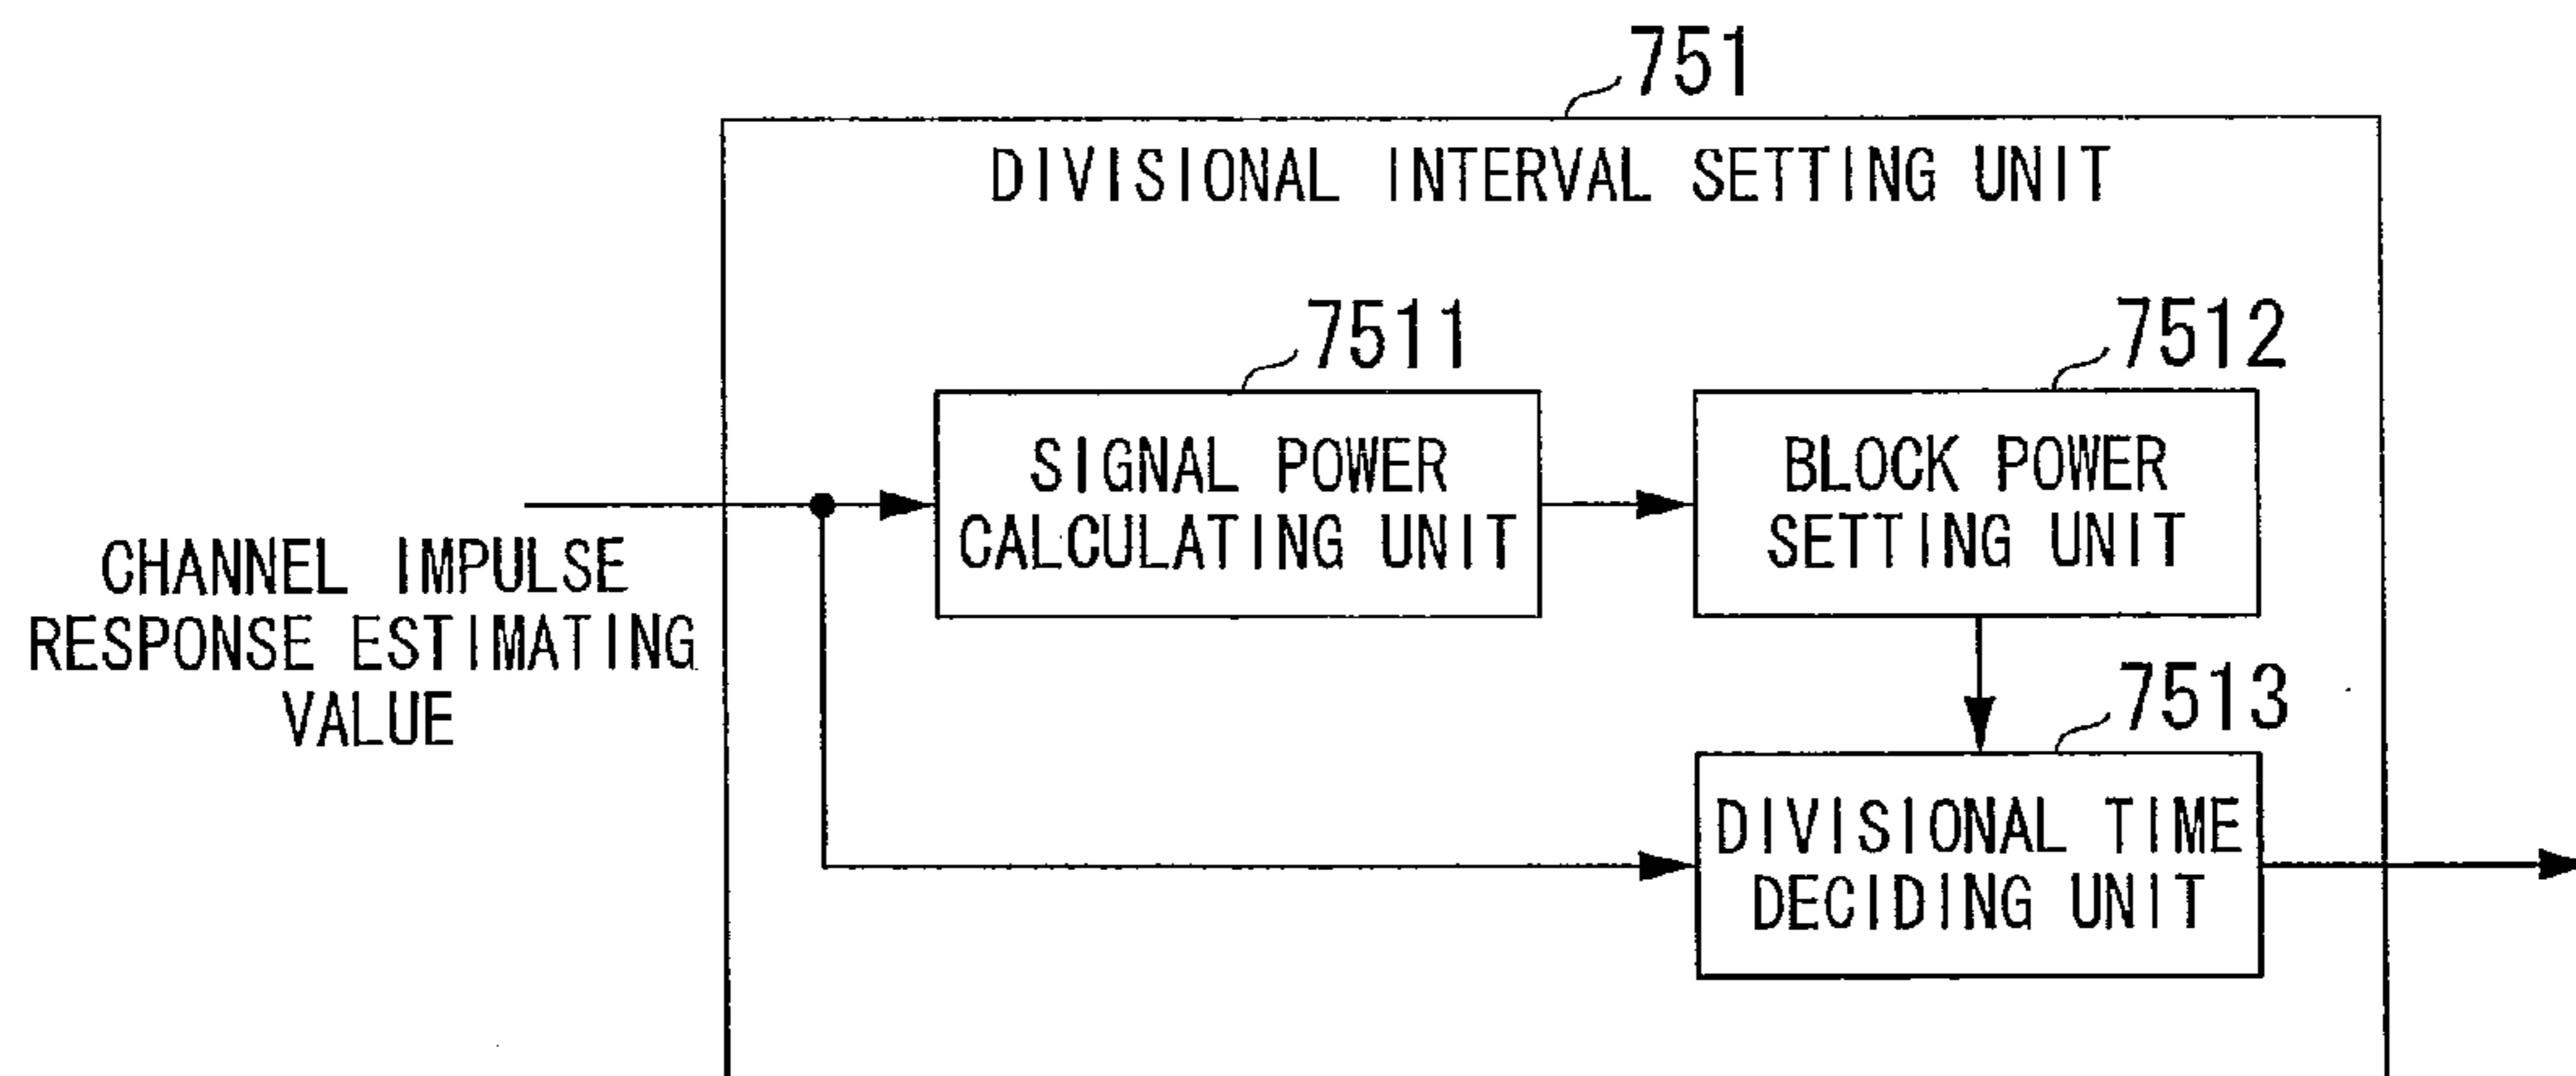 751
DIVISIONAL INTERVAL SETTING UNIT
7511
7512
SIGNAL POWER
CALCULATING UNIT
BLOCK POWER
SETTING UNIT
CHANNEL IMPULSE
RESPONSE ESTIMATING
VALUE
7513
DIVISIONAL TIME
DECIDING UNIT